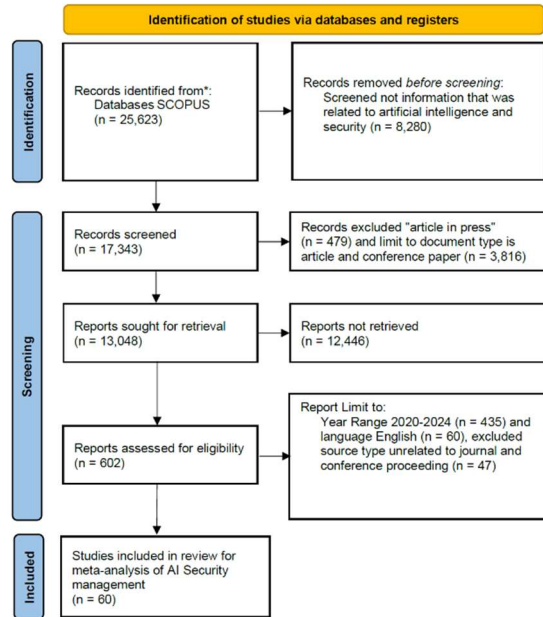 Identification of studies via databases and registers
Identification
Records identified from*:
Databases SCOPUS
(n = 25,623)
Records removed before screening:
Screened not information that was
related to artificial intelligence and
security (n = 8,280)
Screening
Records screened
(n = 17,343)
Records excluded "article in press"
(n = 479) and limit to document type is
article and conference paper (n = 3,816)
Reports sought for retrieval
(n = 13,048)
Reports not retrieved
(n = 12,446)
Reports assessed for eligibility
(n = 602)
Report Limit to:
Year Range 2020-2024 (n = 435) and
language English (n = 60), excluded
source type unrelated to journal and
conference proceeding (n = 47)
Included
Studies included in review for
meta-analysis of AI Security
management
(n = 60)